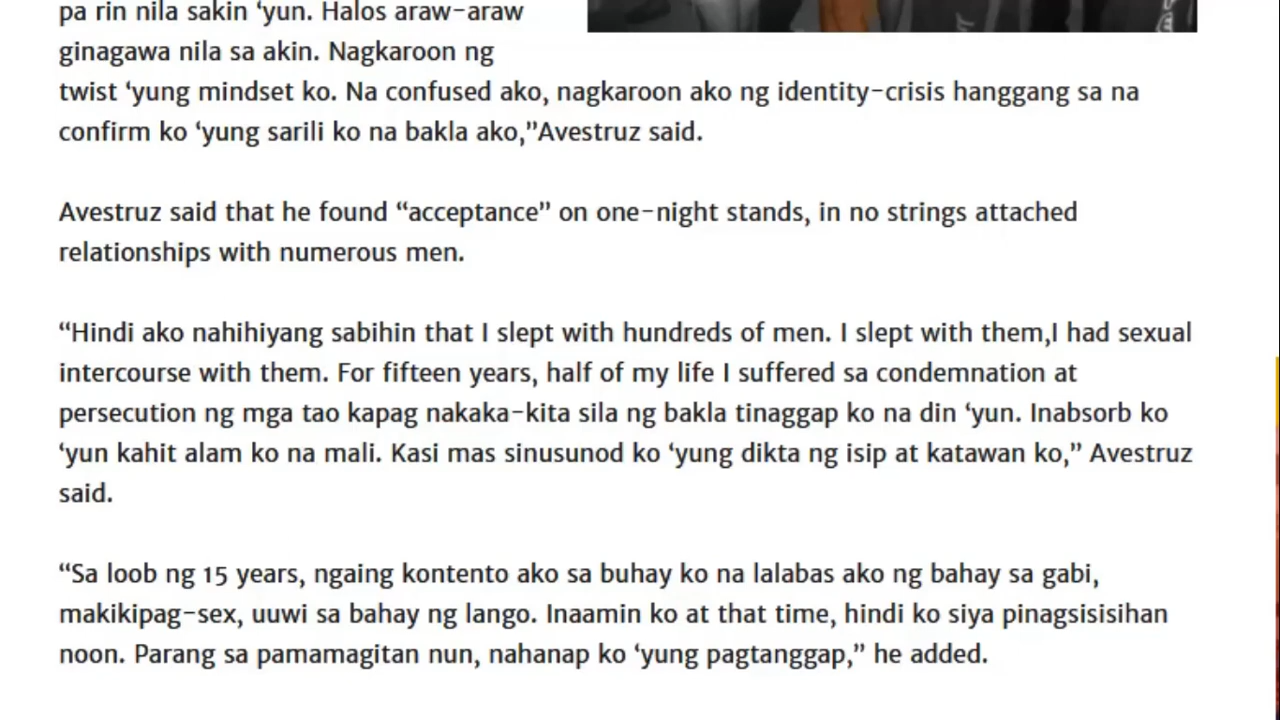 pa rin nila sakin ‘yun. Halos araw-araw
ginagawa nila sa akin. Nagkaroon ng
twist ‘yung mindset ko. Na confused ako, nagkaroon ako ng identity-crisis hanggang sa na
confirm ko ‘yung sarili ko na bakla ako,”Avestruz said.
Avestruz said that he found “acceptance” on one-night stands, in no strings attached
relationships with numerous men.
“Hindi ako nahihiyang sabihin that I slept with hundreds of men. I slept with them,I had sexual
intercourse with them. For fifteen years, half of my life I suffered sa condemnation at
persecution ng mga tao kapag nakaka-kita sila ng bakla tinaggap ko na din ‘yun. Inabsorb ko
‘yun kahit alam ko na mali. Kasi mas sinusunod ko ‘yung dikta ng isip at katawan ko,” Avestruz
said.
“Sa loob ng 15 years, ngaing kontento ako sa buhay ko na lalabas ako ng bahay sa gabi,
makikipag-sex, uuwi sa bahay ng lango. Inaamin ko at that time, hindi ko siya pinagsisisihan
noon. Parang sa pamamagitan nun, nahanap ko ‘yung pagtanggap,” he added.